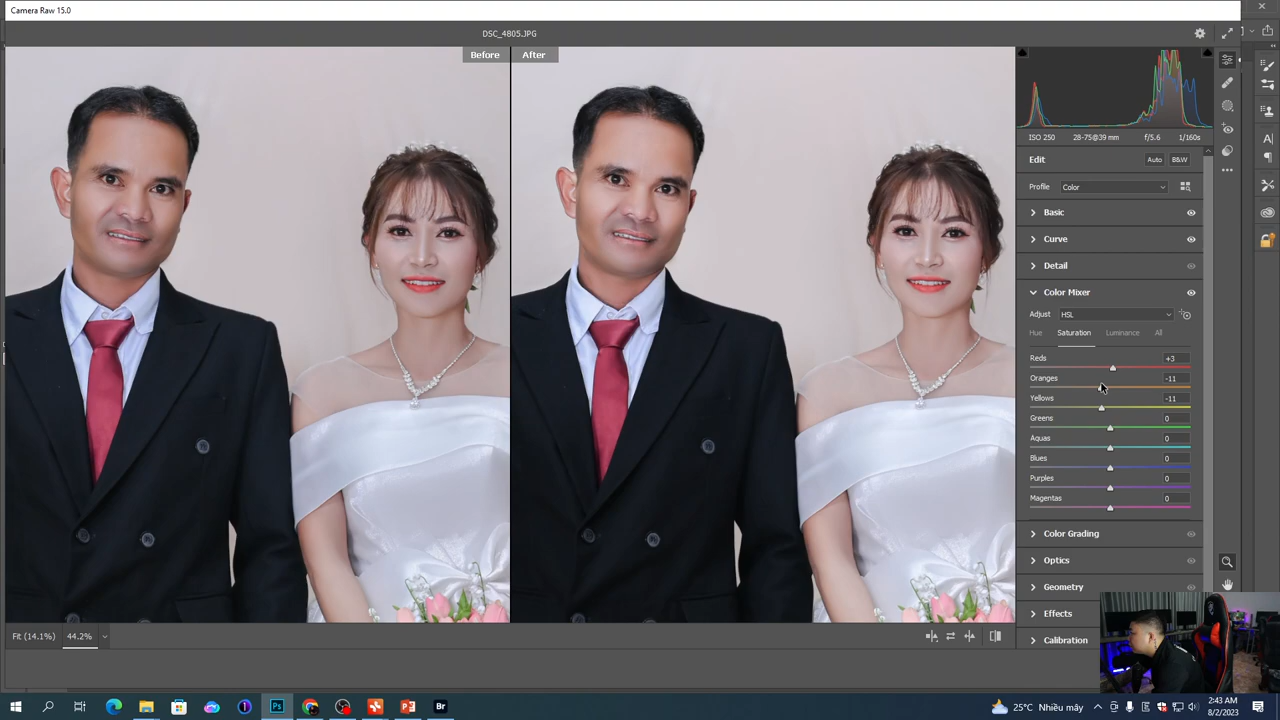 Camera Raw 15.0
DSC_4805.JPG
Before
After
ISO 250 28-75@39 mm f/5.6 1/160s
Edit Auto B&W
Profile Color
Basic
Curve
Detail
Color Mixer
Adjust HSL
Hue Saturation Luminance All
Reds +3
Oranges -11
Yellows -11
Greens 0
Aquas 0
Blues 0
Purples 0
Magentas 0
Color Grading
Optics
Geometry
Effects
Calibration
Fit (14.1%) 44.2%
Ps
Br
25°C Nhiều mây
2:43 AM
8/2/2023